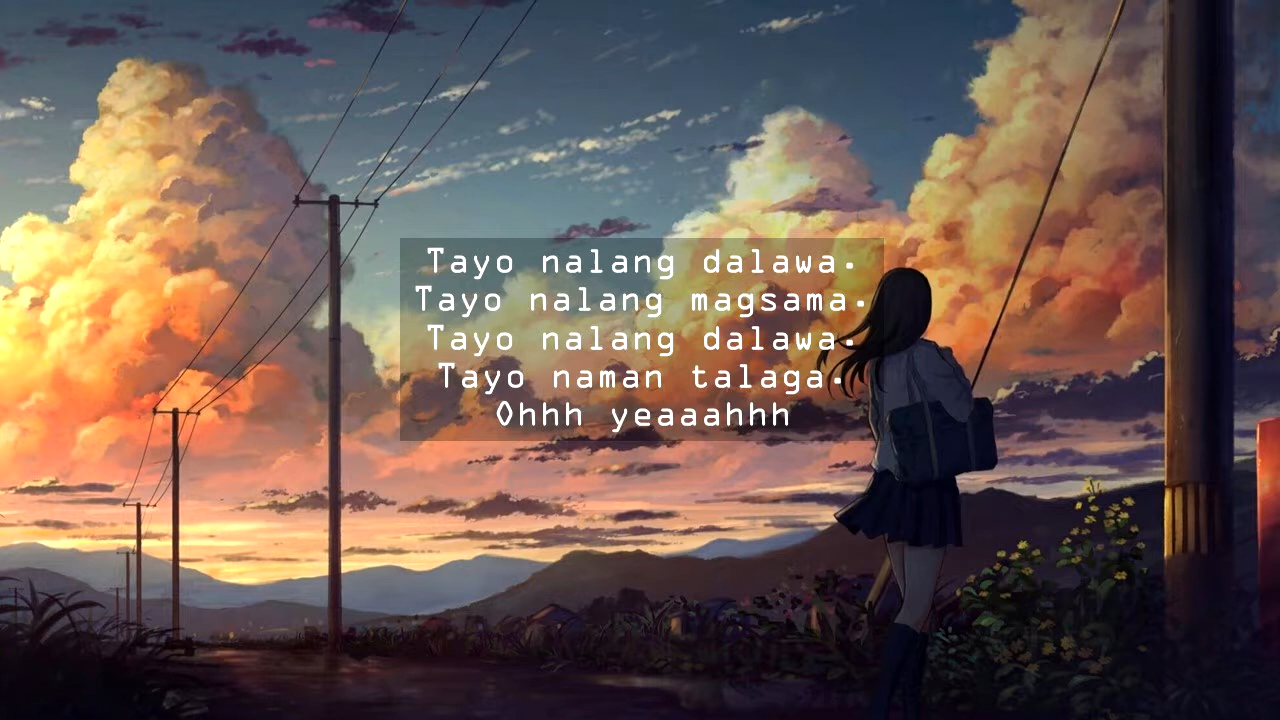 Tayo nalang dalawa.
Tayo nalang magsama.
Tayo nalang dalawa.
Tayo naman talaga.
Ohhh yeaaahhh